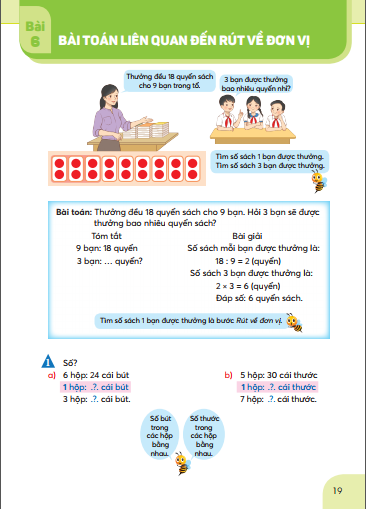 Bài
6
BÀI TOÁN LIÊN QUAN ĐẾN RÚT VỀ ĐƠN VỊ
Thưởng đều 18 quyển sách
cho 9 bạn trong tổ.
3 bạn được thưởng
bao nhiêu quyển nhỉ?
Tìm số sách 1 bạn được thưởng.
Tìm số sách 3 bạn được thưởng.
Bài toán: Thưởng đều 18 quyển sách cho 9 bạn. Hỏi 3 bạn sẽ được
thưởng bao nhiêu quyển sách?
Tóm tắt
9 bạn: 18 quyển
3 bạn: ... quyển?
Bài giải
Số sách mỗi bạn được thưởng là:
18 : 9 = 2 (quyển)
Số sách 3 bạn được thưởng là:
2 × 3 = 6 (quyển)
Đáp số: 6 quyển sách.
Tìm số sách 1 bạn được thưởng là bước Rút về đơn vị.
1 Số?
a) 6 hộp: 24 cái bút
1 hộp: .?. cái bút
3 hộp: .?. cái bút.
b) 5 hộp: 30 cái thước
1 hộp: .?. cái thước
7 hộp: .?. cái thước.
Số bút
trong
các hộp
bằng
nhau.
Số thước
trong
các hộp
bằng
nhau.
19